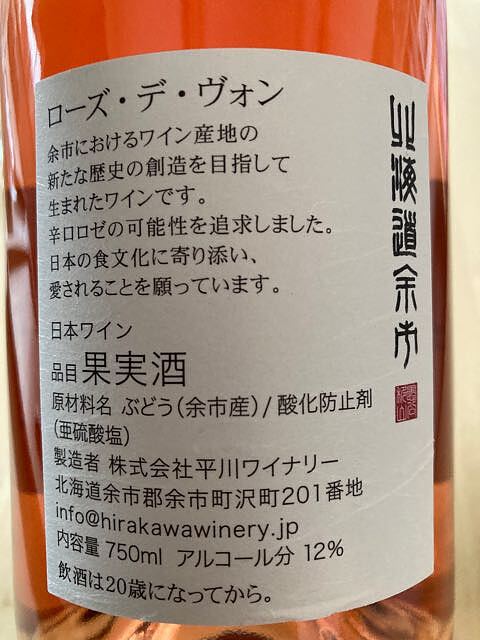 ローズ・デ・ヴォン
余市におけるワイン産地の
新たな歴史の創造を目指して
生まれたワインです。
辛口ロゼの可能性を追求しました。
日本の食文化に寄り添い、
愛されることを願っています。
日本ワイン
品目 果実酒
原材料名 ぶどう(余市産)/ 酸化防止剤
(亜硫酸塩)
製造者 株式会社平川ワイナリー
北海道余市郡余市町沢町201番地
info@hirakawawinery.jp
内容量 750ml アルコール分 12%
飲酒は20歳になってから。
北海道余市